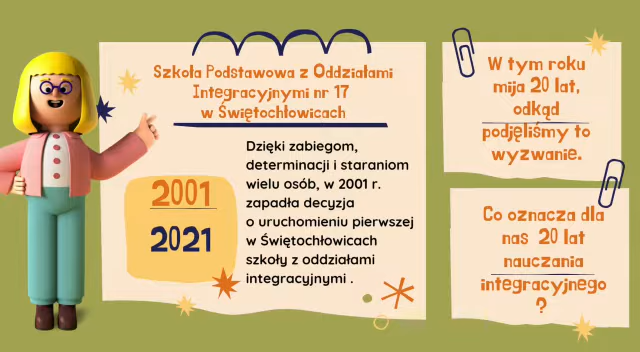 Szkoła Podstawowa z Oddziałami
Integracyjnymi nr 17
w Świętochłowicach
Dzięki zabiegom,
determinacji i staraniom
wielu osób, w 2001 r.
zapadła decyzja
o uruchomieniu pierwszej
w Świętochłowicach
szkoły z oddziałami
integracyjnymi .
2001
2021
W tym roku
mija 20 lat,
odkąd
podjęliśmy to
wyzwanie.
Co oznacza dla
nas 20 lat
nauczania
integracyjnego
?